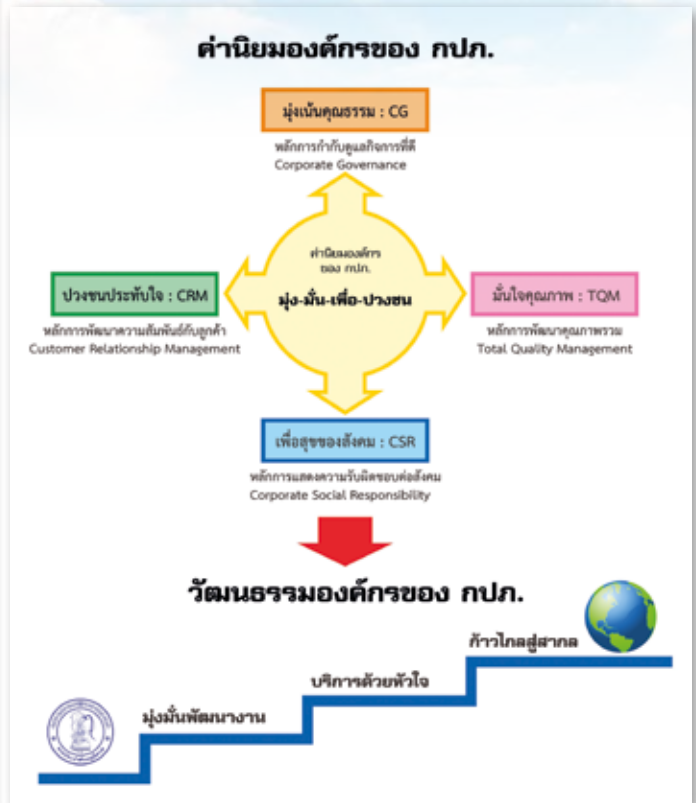 ค่านิยมองค์กรของ กปภ.
มุ่งเน้นคุณธรรม : CG
หลักการกำกับดูแลกิจการที่ดี
Corporate Governance
ค่านิยมองค์กร
ของ กปภ.
มุ่ง-มั่น-เพื่อ-ปวงชน
ปวงชนประทับใจ : CRM
หลักการพัฒนาความสัมพันธ์กับลูกค้า
Customer Relationship Management
มั่นใจคุณภาพ : TQM
หลักการพัฒนาคุณภาพรวม
Total Quality Management
เพื่อสุขของสังคม : CSR
หลักการแสดงความรับผิดชอบต่อสังคม
Corporate Social Responsibility
วัฒนธรรมองค์กรของ กปภ.
ก้าวไกลสู่สากล
บริการด้วยหัวใจ
มุ่งมั่นพัฒนางาน